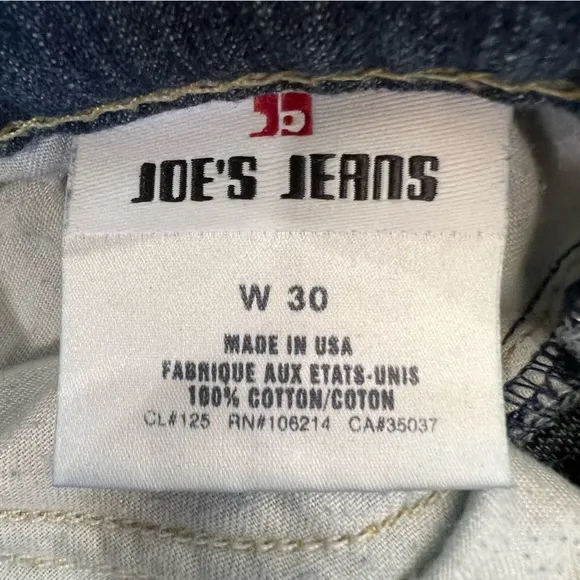 JOE'S JEANS
W 30
MADE IN USA
FABRIQUE AUX ETATS-UNIS
100% COTTON/COTON
CL#125 RN#106214 CA#35037